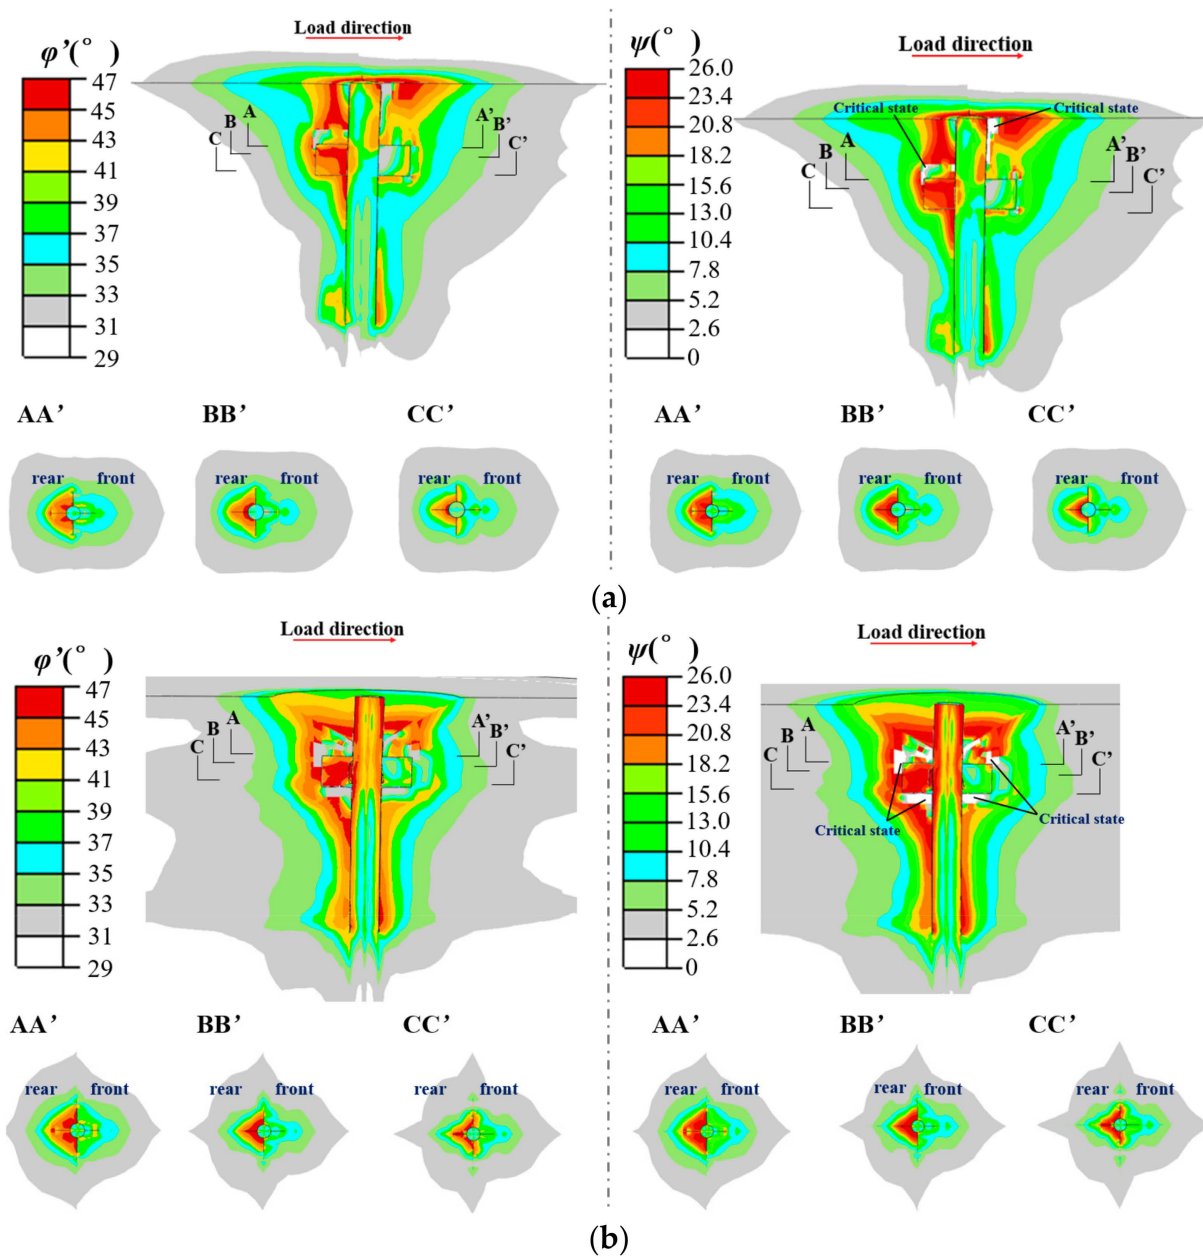 Load direction
φ’(°)
47
45
43
41
39
37
35
33
31
29
A
B
C
A’
B’
C’
Load direction
ψ(°)
26.0
23.4
20.8
18.2
15.6
13.0
10.4
7.8
5.2
2.6
0
Critical state
Critical state
A
B
C
A’
B’
C’
AA’ BB’ CC’
rear front
rear front
rear front
AA’ BB’ CC’
rear front
rear front
rear front
(a)
Load direction
φ’(°)
47
45
43
41
39
37
35
33
31
29
A
B
C
A’
B’
C’
Load direction
ψ(°)
26.0
23.4
20.8
18.2
15.6
13.0
10.4
7.8
5.2
2.6
0
A
B
C
A’
B’
C’
Critical state
Critical state
AA’ BB’ CC’
rear front
rear front
rear front
AA’ BB’ CC’
rear front
rear front
rear front
(b)